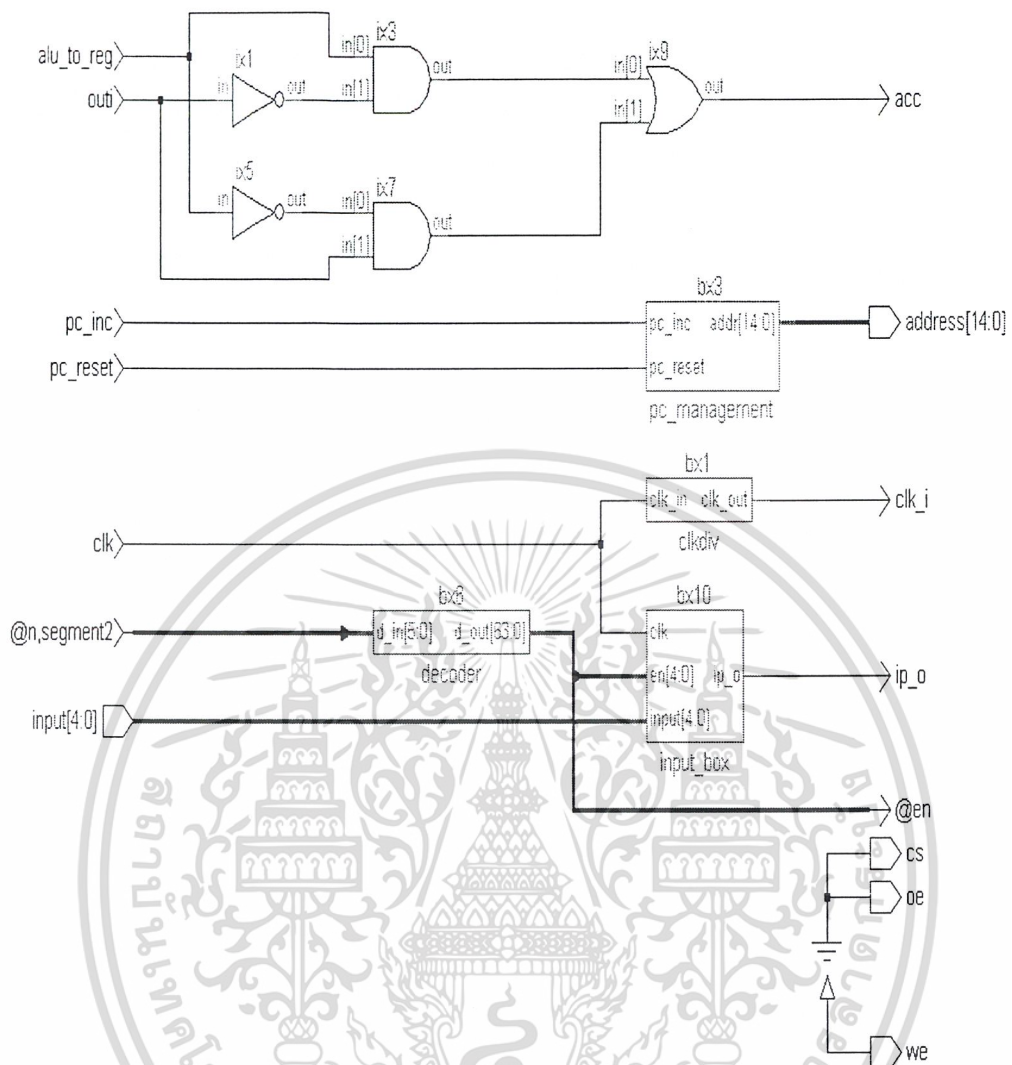 ix3
ix9
alu_to_reg
in[0]
ix1
out
in[0]
outi
in
out
in[1]
out
acc
in[1]
ix5
ix7
in
out
in[0]
out
in[1]
bx3
pc_inc
pc_inc addr[14:0]
address[14:0]
pc_reset
pc_reset
pc_management
bx1
clk_in clk_out
clk_i
clk
clkdiv
bx6
bx10
@n,segment2
d_in[5:0] d_out[63:0]
clk
decoder
en[4:0] ip_o
ip_o
input[4:0]
input[4:0]
input_box
@en
cs
oe
we